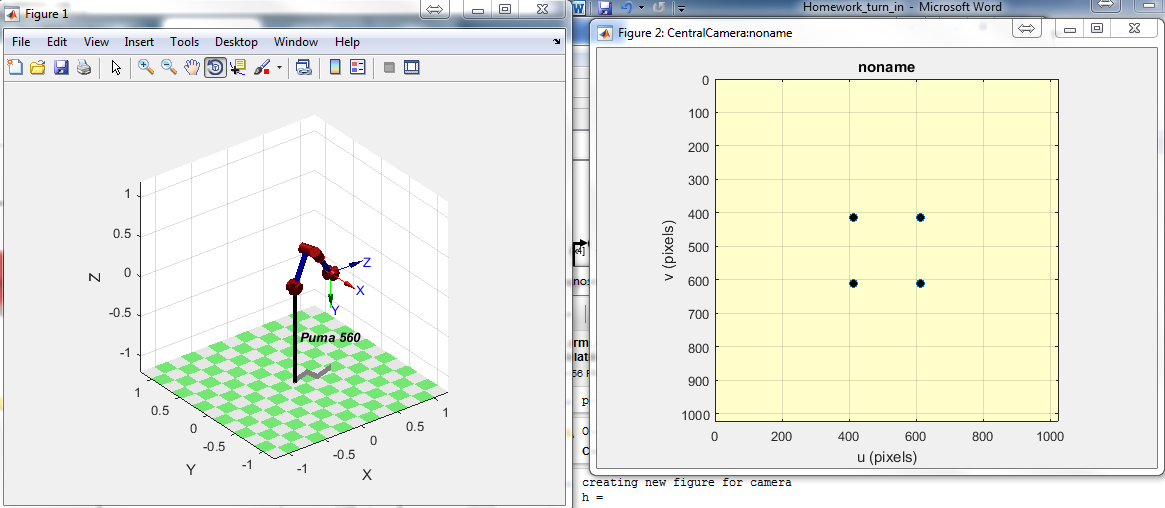 Figure 1
File Edit View Insert Tools Desktop Window Help
1
0.5
0
-0.5
-1
Z
Z
X
Y
Puma 560
1
0.5
0
-0.5
-1
Y
-1
-0.5
0
0.5
1
X
Homework_turn_in - Microsoft Word
Figure 2: CentralCamera:noname
noname
0
100
200
300
400
500
600
700
800
900
1000
v (pixels)
0 200 400 600 800 1000
u (pixels)
creating new figure for camera
h =